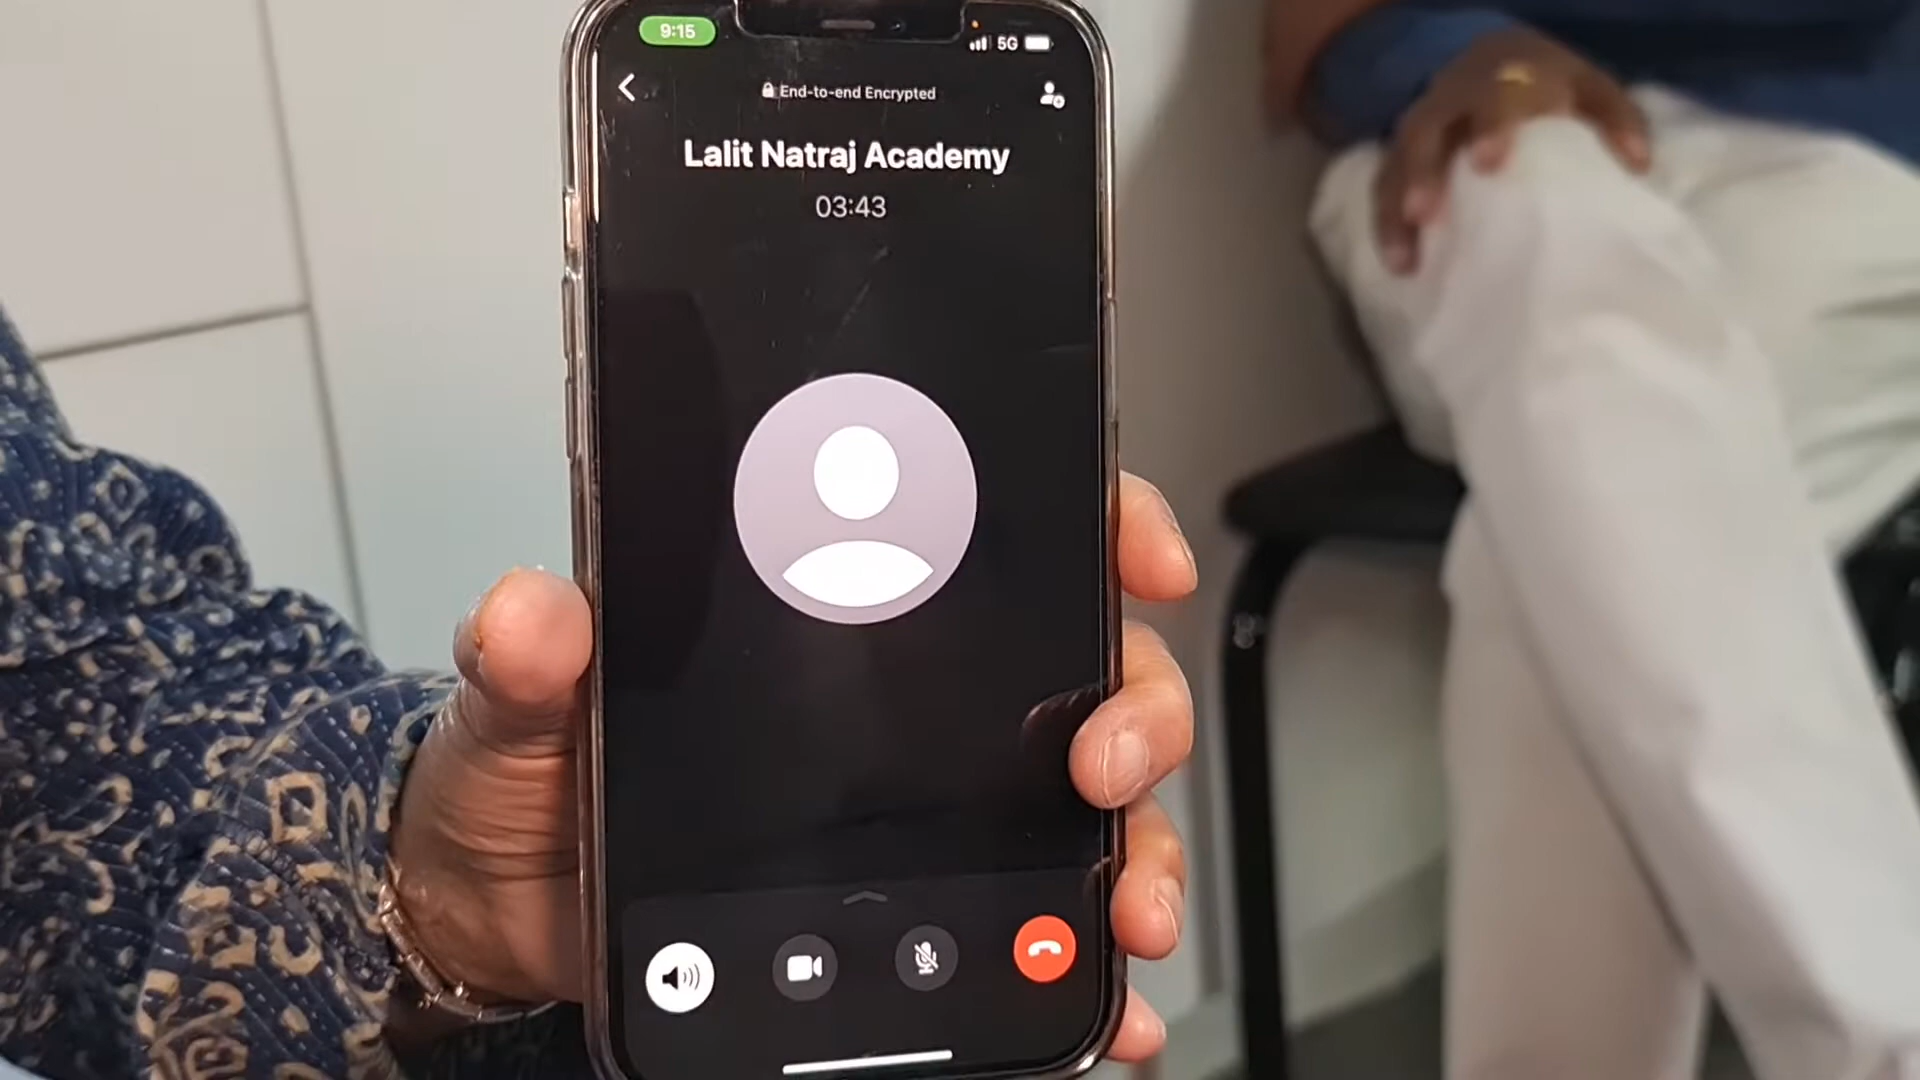 9:15
5G
End-to-end Encrypted
Lalit Natraj Academy
03:43